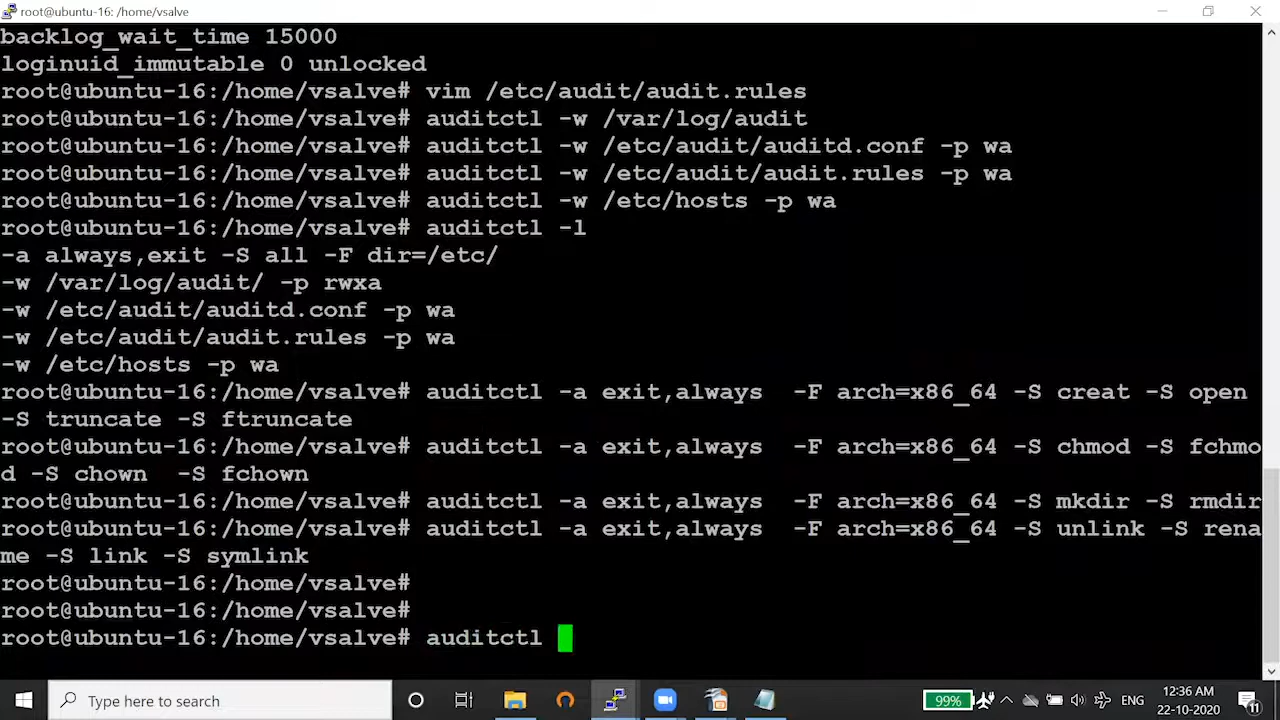 root@ubuntu-16: /home/vsalve
backlog_wait_time 15000
loginuid_immutable 0 unlocked
root@ubuntu-16:/home/vsalve# vim /etc/audit/audit.rules
root@ubuntu-16:/home/vsalve# auditctl -w /var/log/audit
root@ubuntu-16:/home/vsalve# auditctl -w /etc/audit/auditd.conf -p wa
root@ubuntu-16:/home/vsalve# auditctl -w /etc/audit/audit.rules -p wa
root@ubuntu-16:/home/vsalve# auditctl -w /etc/hosts -p wa
root@ubuntu-16:/home/vsalve# auditctl -l
-a always,exit -S all -F dir=/etc/
-w /var/log/audit/ -p rwxa
-w /etc/audit/auditd.conf -p wa
-w /etc/audit/audit.rules -p wa
-w /etc/hosts -p wa
root@ubuntu-16:/home/vsalve# auditctl -a exit,always  -F arch=x86_64 -S creat -S open
-S truncate -S ftruncate
root@ubuntu-16:/home/vsalve# auditctl -a exit,always  -F arch=x86_64 -S chmod -S fchmo
d -S chown  -S fchown
root@ubuntu-16:/home/vsalve# auditctl -a exit,always  -F arch=x86_64 -S mkdir -S rmdir
root@ubuntu-16:/home/vsalve# auditctl -a exit,always  -F arch=x86_64 -S unlink -S rena
me -S link -S symlink
root@ubuntu-16:/home/vsalve#
root@ubuntu-16:/home/vsalve#
root@ubuntu-16:/home/vsalve# auditctl
Type here to search
99%
ENG
12:36 AM
22-10-2020
11